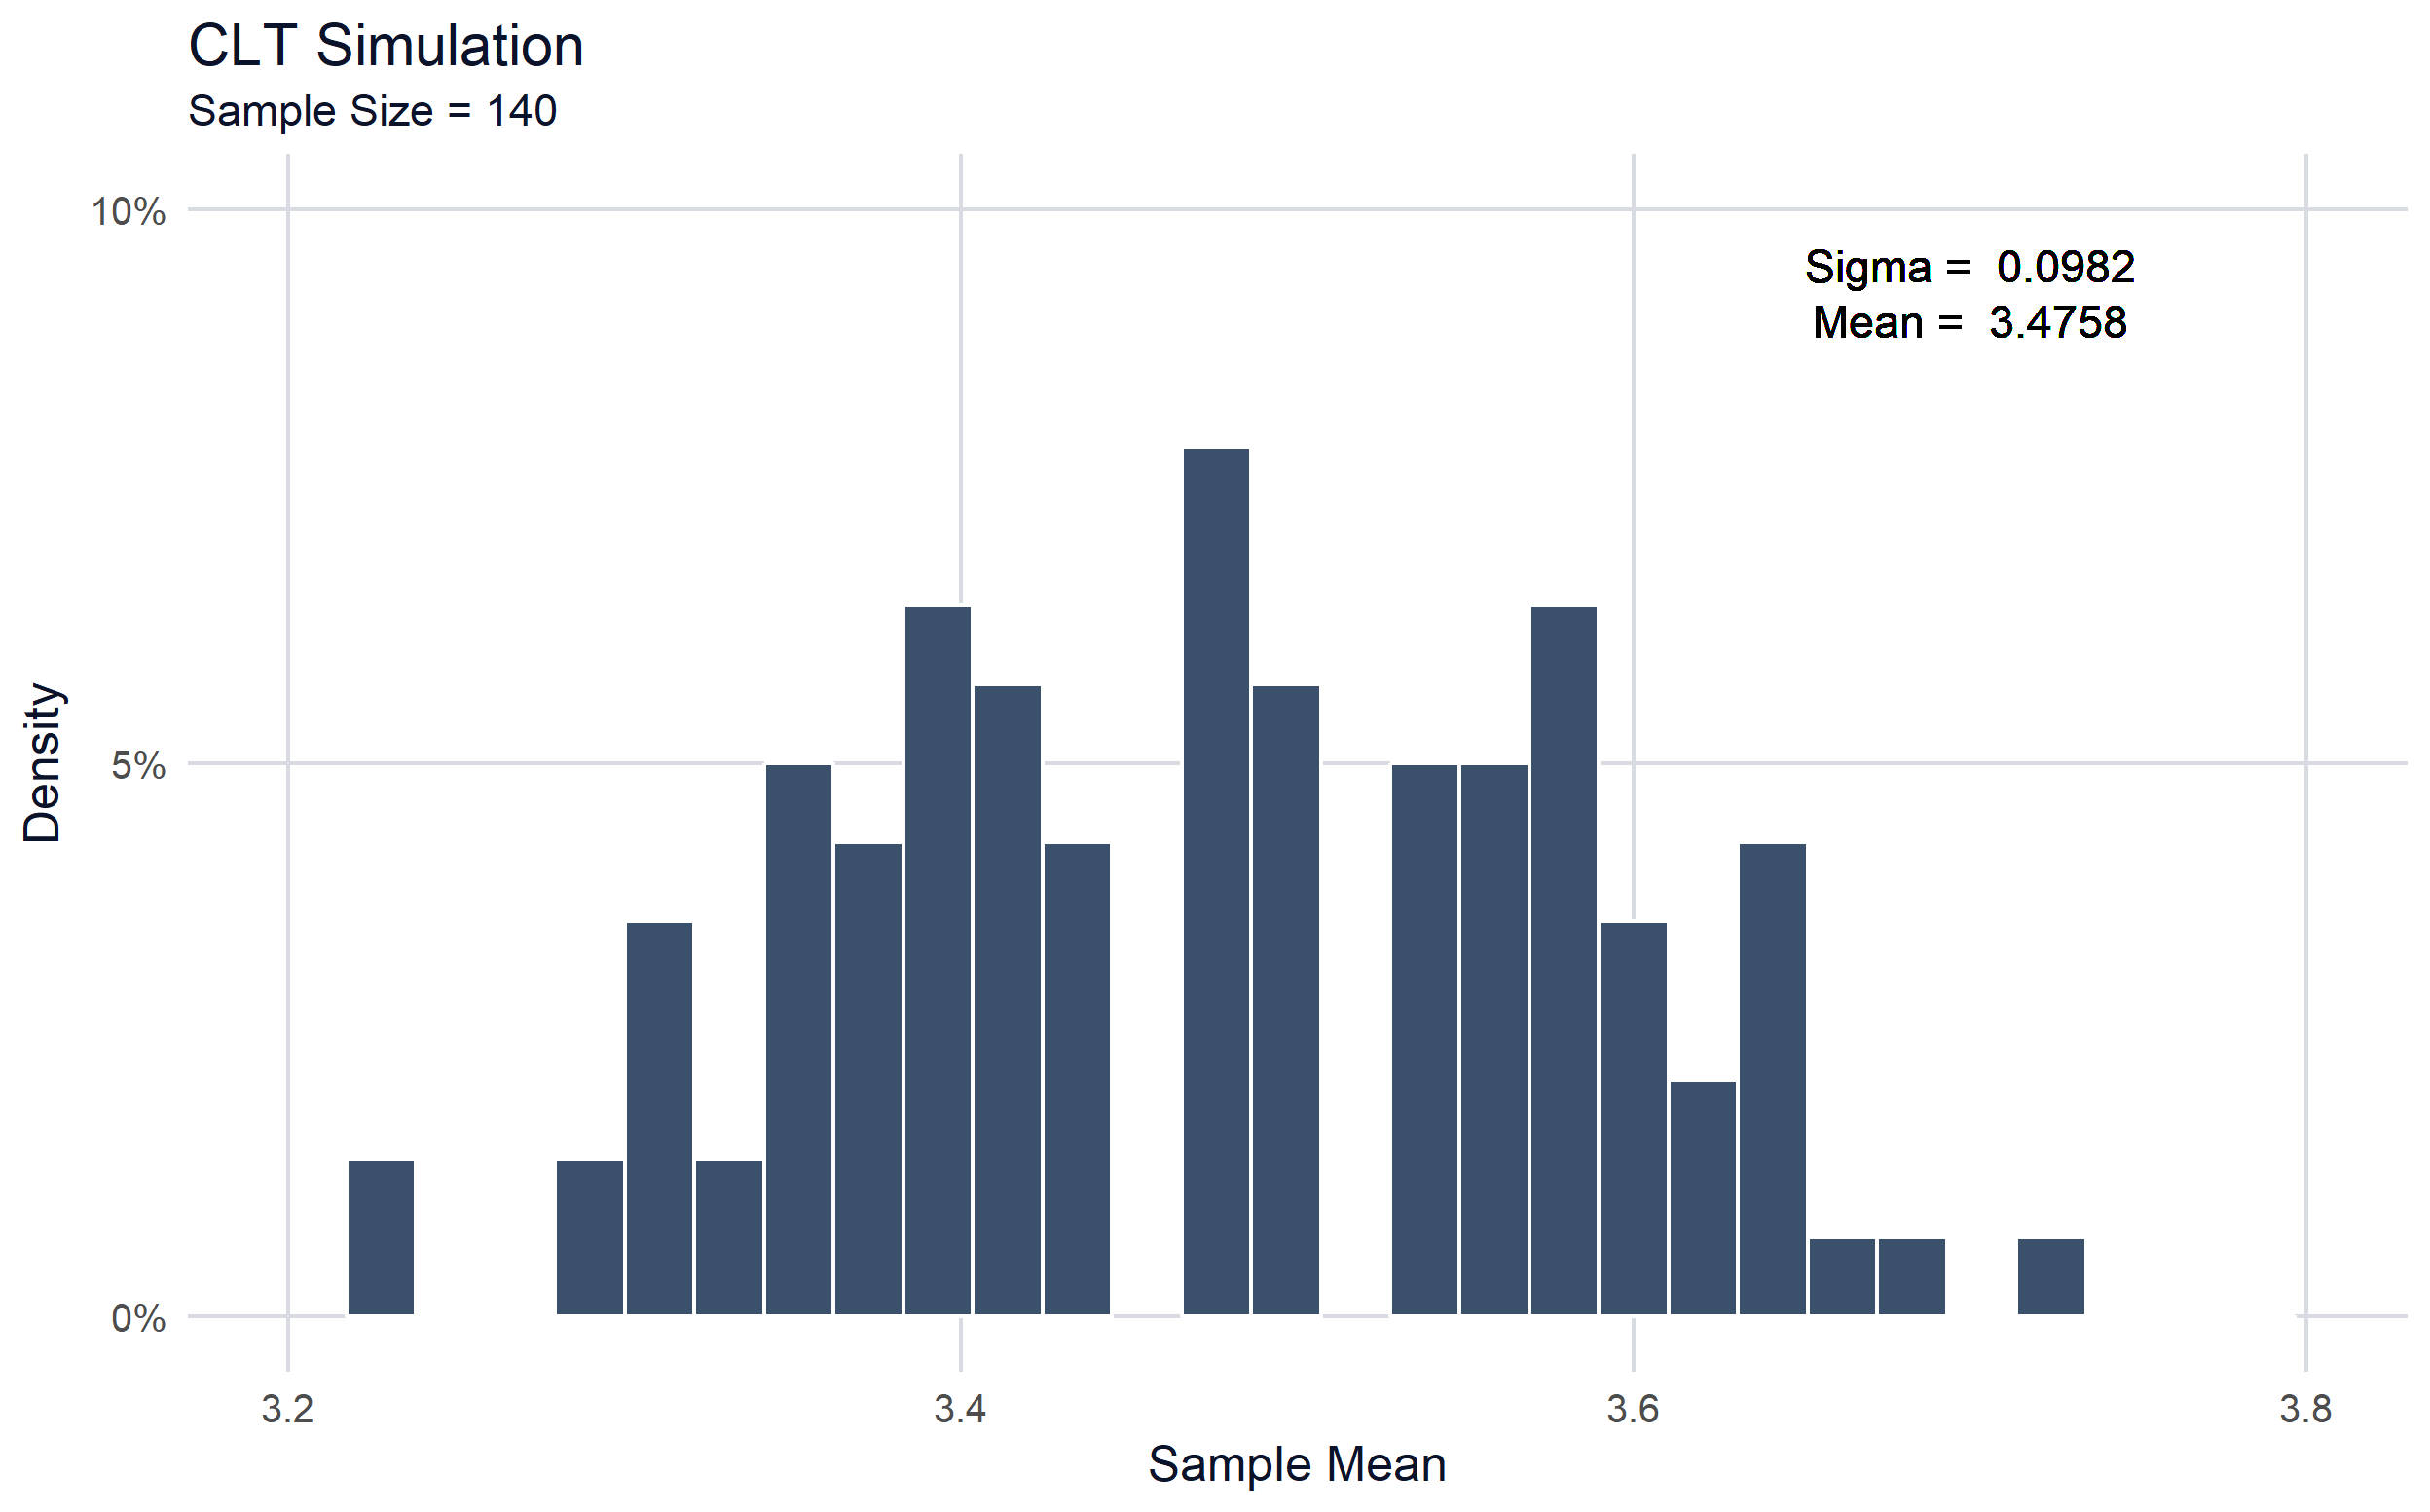 CLT Simulation
Sample Size = 140
10%
Sigma = 0.0982
Mean = 3.4758
Density
5%
0%
3.2 3.4 3.6 3.8
Sample Mean